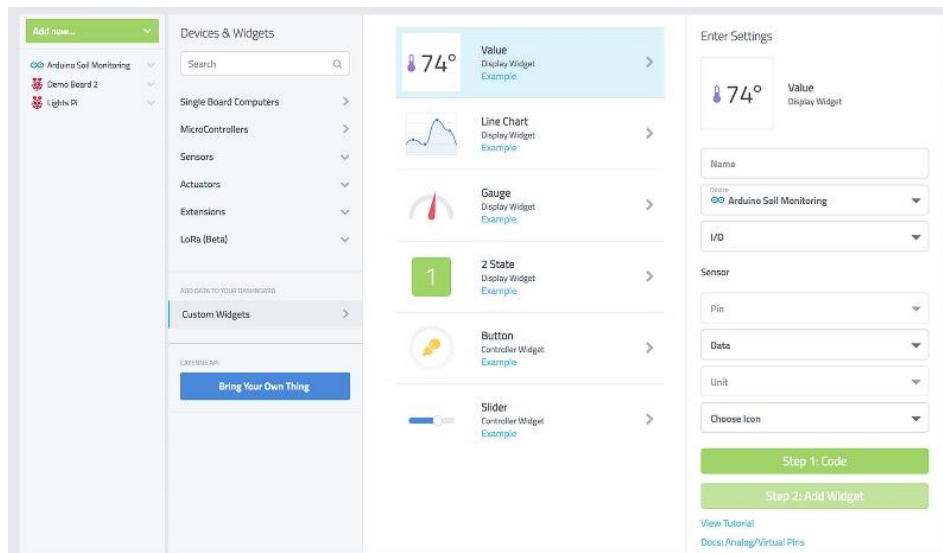 Add new...
Arduino Soil Monitoring
Demo Board 2
Lights Pi
Devices & Widgets
Search
Single Board Computers
MicroControllers
Sensors
Actuators
Extensions
LoRa (Beta)
ADD DATA TO YOUR DASHBOARD
Custom Widgets
CAYENNE API
Bring Your Own Thing
74°
Value
Display Widget
Example
Line Chart
Display Widget
Example
Gauge
Display Widget
Example
1
2 State
Display Widget
Example
Button
Controller Widget
Example
Slider
Controller Widget
Example
Enter Settings
74°
Value
Display Widget
Name
Device
Arduino Soil Monitoring
I/O
Sensor
Pin
Data
Unit
Choose Icon
Step 1: Code
Step 2: Add Widget
View Tutorial
Docs: Analog/Virtual Pins